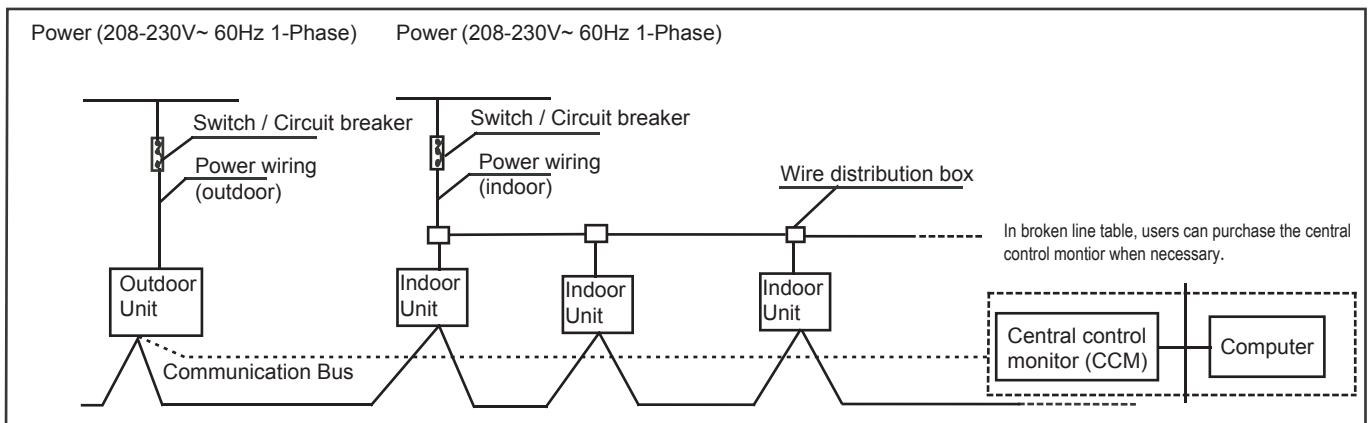 Power (208-230V~ 60Hz 1-Phase)
Power (208-230V~ 60Hz 1-Phase)
Switch / Circuit breaker
Switch / Circuit breaker
Power wiring
(outdoor)
Power wiring
(indoor)
Wire distribution box
In broken line table, users can purchase the central
control montior when necessary.
Outdoor
Unit
Indoor
Unit
Indoor
Unit
Indoor
Unit
Central control
monitor (CCM)
Computer
Communication Bus